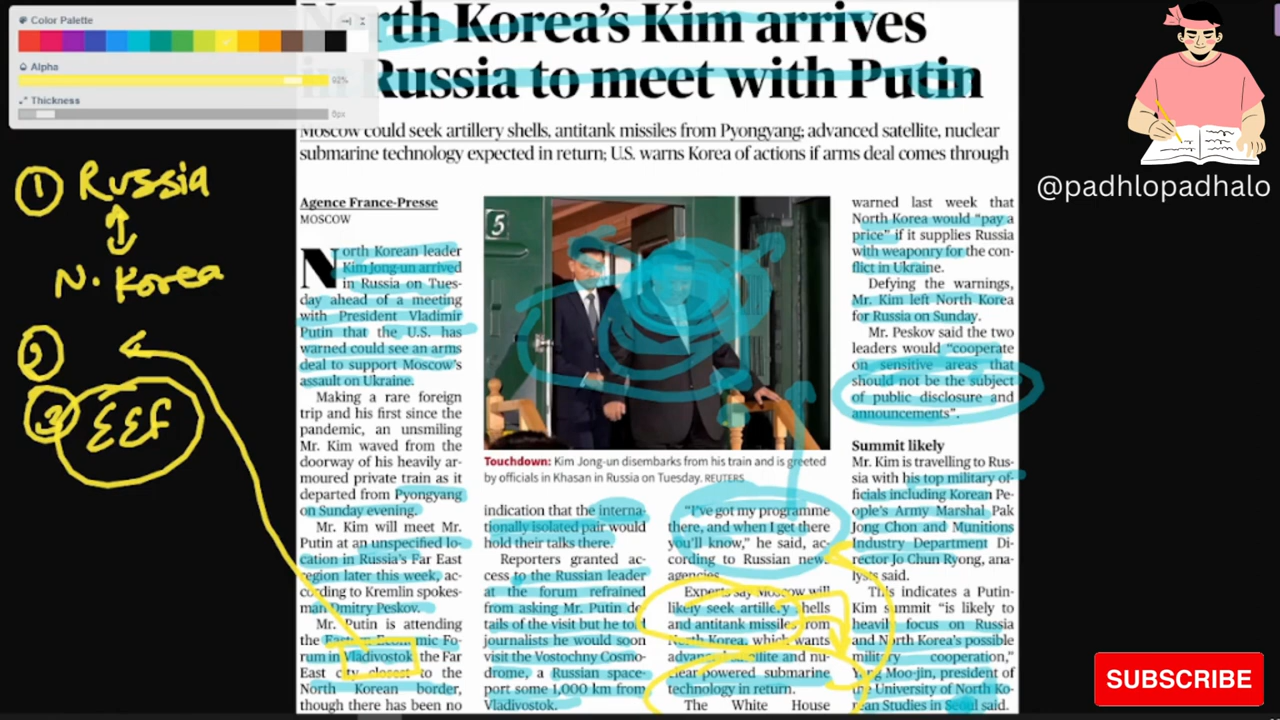 Color Palette
Alpha
92%
Thickness
0px
North Korea's Kim arrives
in Russia to meet with Putin
Moscow could seek artillery shells, antitank missiles from Pyongyang; advanced satellite, nuclear
submarine technology expected in return; U.S. warns Korea of actions if arms deal comes through
① Russia
N. Korea
②
③ EEF
Agence France-Presse
MOSCOW
North Korean leader
Kim Jong-un arrived
in Russia on Tues-
day ahead of a meeting
with President Vladimir
Putin that the U.S. has
warned could see an arms
deal to support Moscow's
assault on Ukraine.
Making a rare foreign
trip and his first since the
pandemic, an unsmiling
Mr. Kim waved from the
doorway of his heavily ar-
moured private train as it
departed from Pyongyang
on Sunday evening.
Mr. Kim will meet Mr.
Putin at an unspecified lo-
cation in Russia's Far East
region later this week, ac-
cording to Kremlin spokes-
man Dmitry Peskov.
Mr. Putin is attending
the Eastern Economic Fo-
rum in Vladivostok, the Far
East city closest to the
North Korean border,
though there has been no
5
Touchdown: Kim Jong-un disembarks from his train and is greeted
by officials in Khasan in Russia on Tuesday. REUTERS
indication that the interna-
tionally isolated pair would
hold their talks there.
Reporters granted ac-
cess to the Russian leader
at the forum refrained
from asking Mr. Putin de-
tails of the visit but he told
journalists he would soon
visit the Vostochny Cosmo-
drome, a Russian space-
port some 1,000 km from
Vladivostok.
"I've got my programme
there, and when I get there
you'll know," he said, ac-
cording to Russian news
agencies.
Experts say Moscow will
likely seek artillery shells
and antitank missiles from
North Korea, which wants
advanced satellite and nu-
clear powered submarine
technology in return.
The White House
warned last week that
North Korea would "pay a
price" if it supplies Russia
with weaponry for the con-
flict in Ukraine.
Defying the warnings,
Mr. Kim left North Korea
for Russia on Sunday.
Mr. Peskov said the two
leaders would "cooperate
on sensitive areas that
should not be the subject
of public disclosure and
announcements".
Summit likely
Mr. Kim is travelling to Rus-
sia with his top military of-
ficials including Korean Pe-
ople's Army Marshal Pak
Jong Chon and Munitions
Industry Department Di-
rector Jo Chun Ryong, ana-
lysts said.
This indicates a Putin-
Kim summit "is likely to
heavily focus on Russia
and North Korea's possible
military cooperation,"
Yang Moo-jin, president of
the University of North Ko-
rean Studies in Seoul said.
@padhlopadhalo
SUBSCRIBE